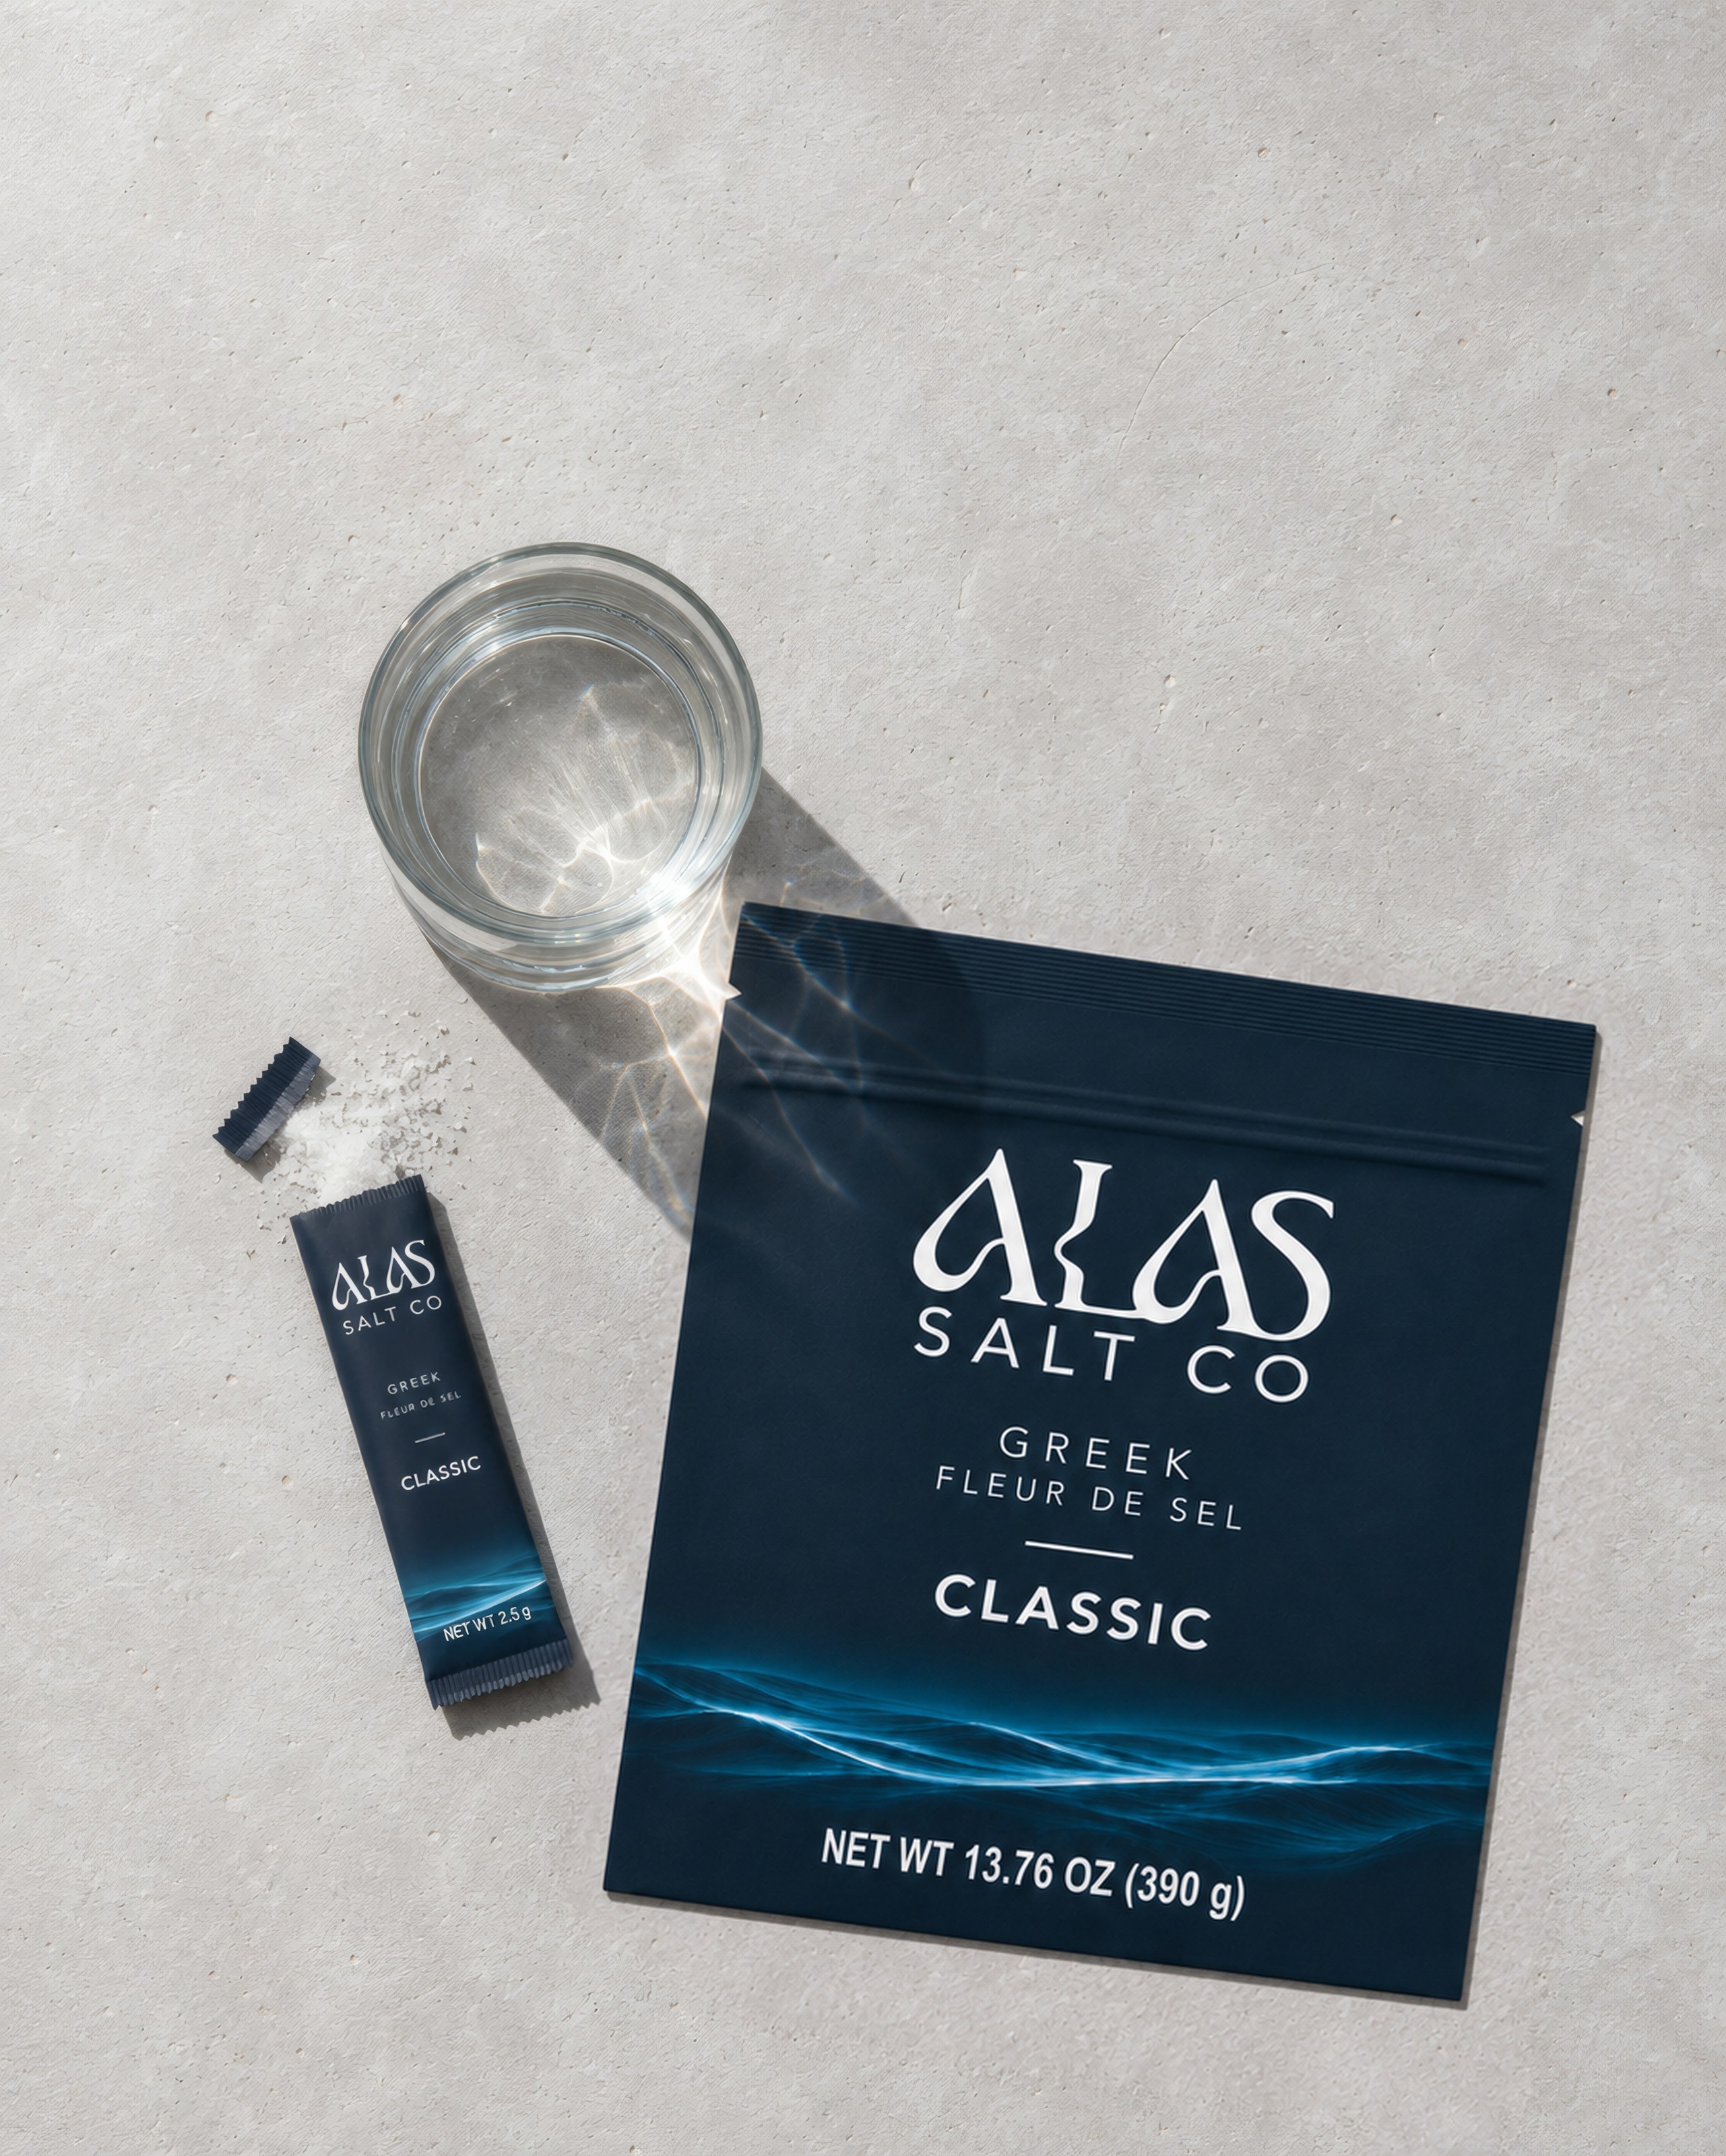 ALAS
SALT CO
GREEK
FLEUR DE SEL
CLASSIC
NET WT 2.5 g
ALAS
SALT CO
GREEK
FLEUR DE SEL
CLASSIC
NET WT 13.76 OZ (390 g)